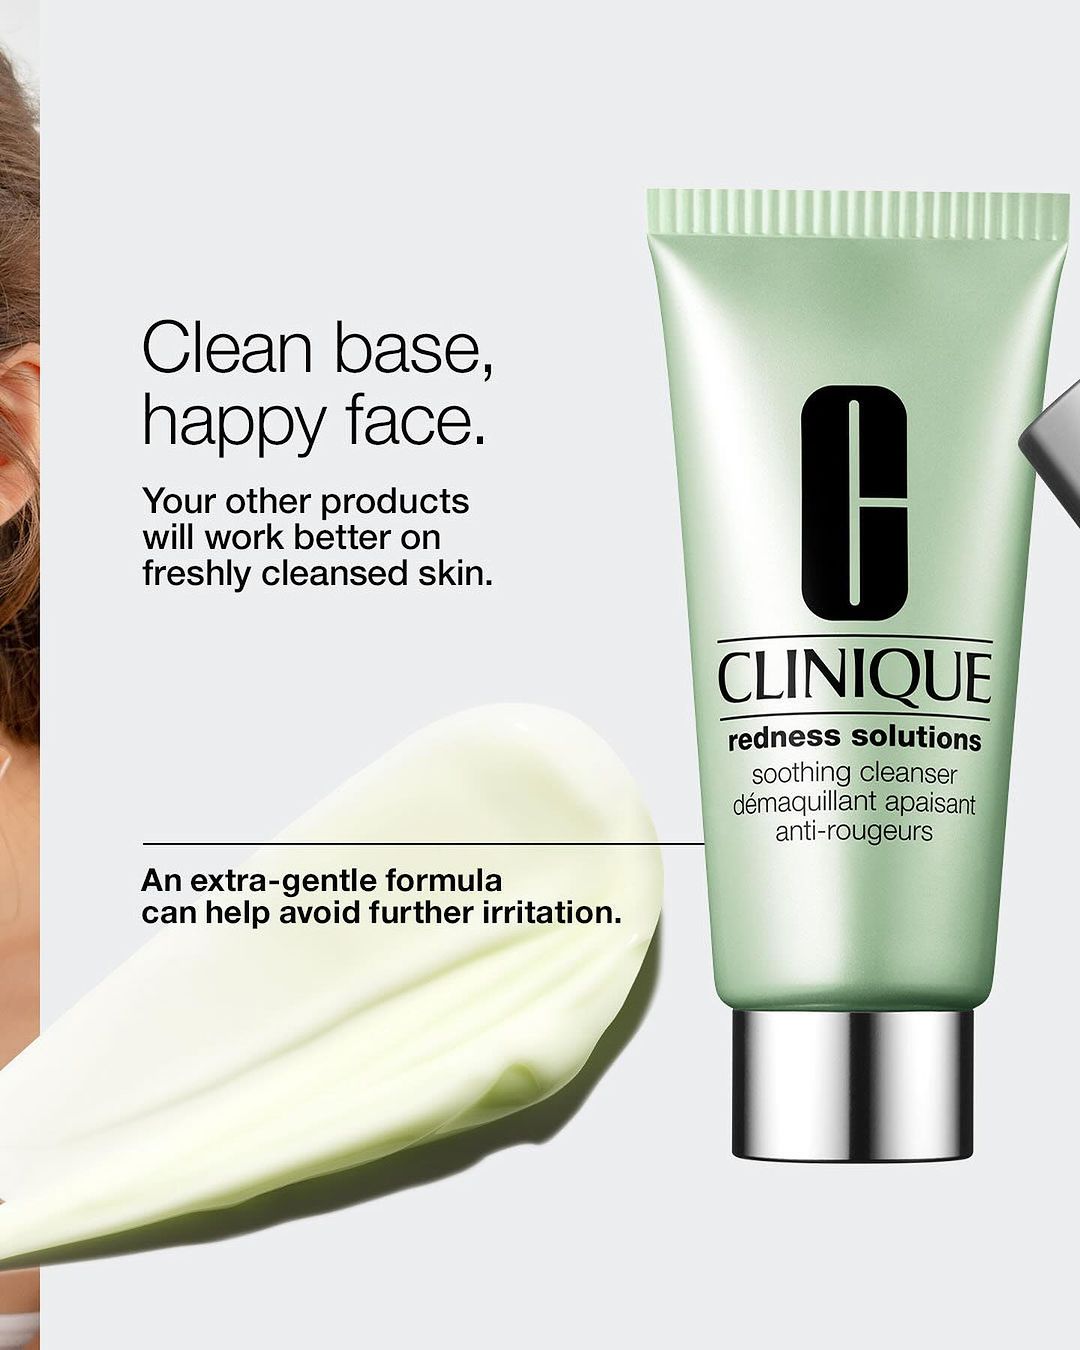 Clean base,
happy face.
Your other products
will work better on
freshly cleansed skin.
An extra-gentle formula
can help avoid further irritation.
C
CLINIQUE
redness solutions
soothing cleanser
démaquillant apaisant
anti-rougeurs